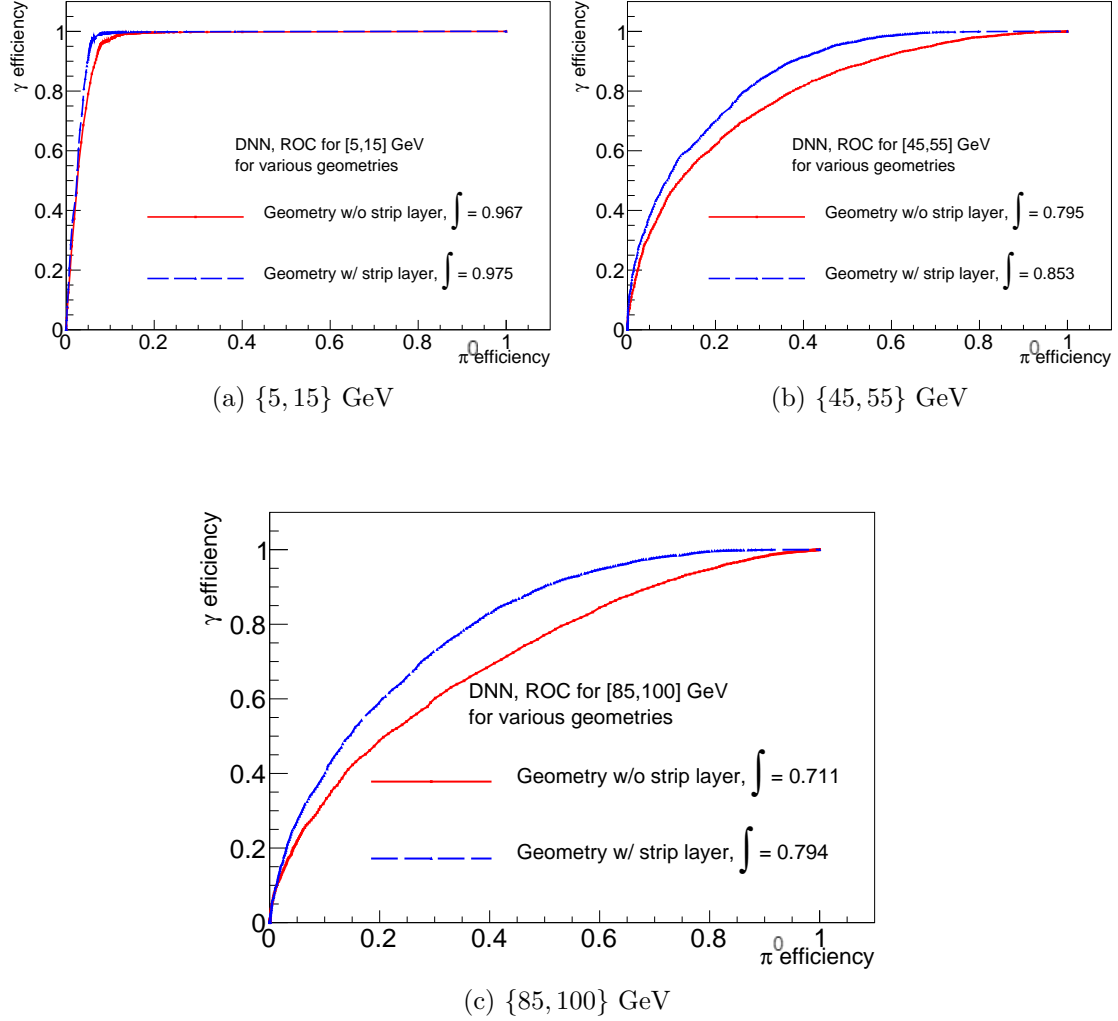 γ efficiency
1
0.8
0.6
0.4
0.2
0
DNN, ROC for [5,15] GeV
for various geometries
Geometry w/o strip layer, ∫ = 0.967
Geometry w/ strip layer, ∫ = 0.975
0 0.2 0.4 0.6 0.8 1
π⁰ efficiency
(a) {5, 15} GeV
γ efficiency
1
0.8
0.6
0.4
0.2
0
DNN, ROC for [45,55] GeV
for various geometries
Geometry w/o strip layer, ∫ = 0.795
Geometry w/ strip layer, ∫ = 0.853
0 0.2 0.4 0.6 0.8 1
π⁰ efficiency
(b) {45, 55} GeV
γ efficiency
1
0.8
0.6
0.4
0.2
0
DNN, ROC for [85,100] GeV
for various geometries
Geometry w/o strip layer, ∫ = 0.711
Geometry w/ strip layer, ∫ = 0.794
0 0.2 0.4 0.6 0.8 1
π⁰ efficiency
(c) {85, 100} GeV